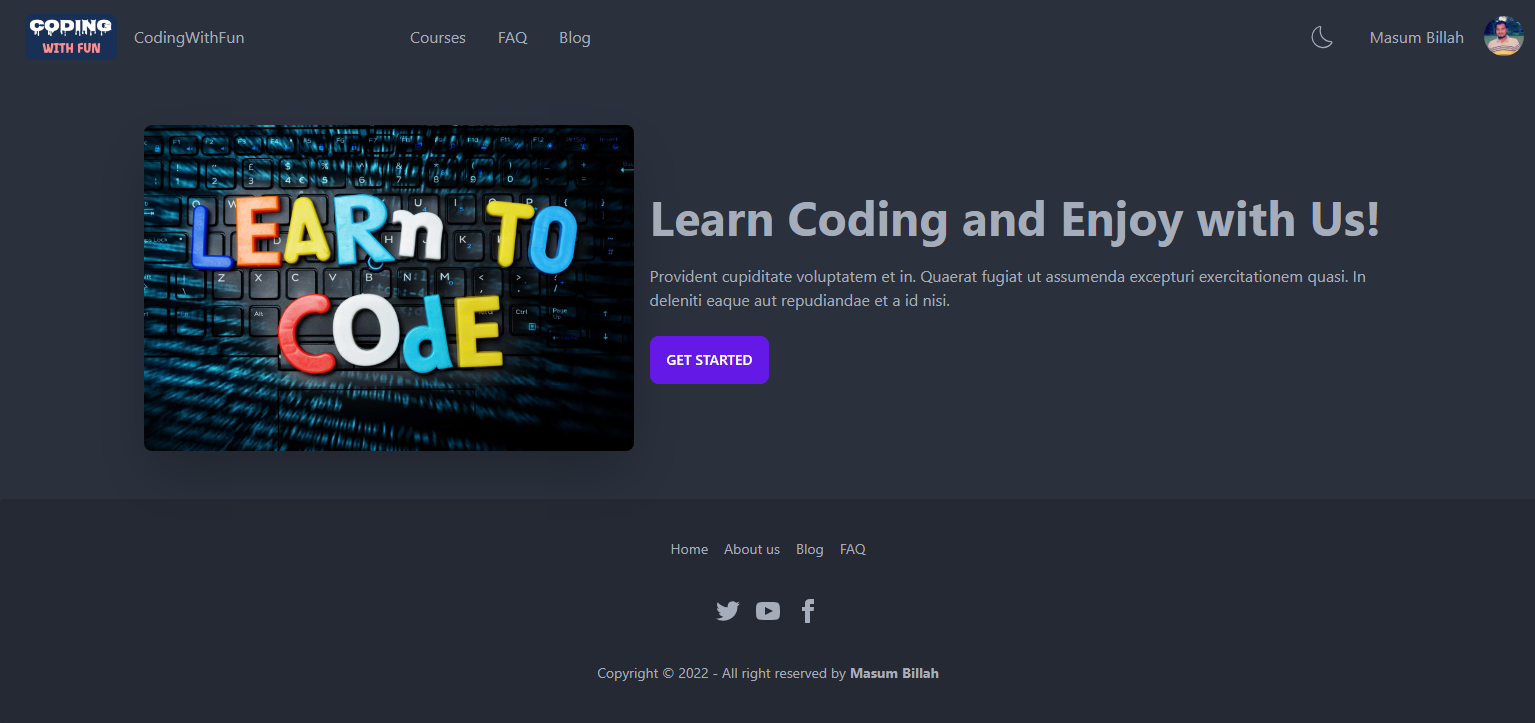 CODING
WITH FUN
CodingWithFun
Courses
FAQ
Blog
Masum Billah
LEARn TO
CODE
Learn Coding and Enjoy with Us!
Provident cupiditate voluptatem et in. Quaerat fugiat ut assumenda excepturi exercitationem quasi. In
deleniti eaque aut repudiandae et a id nisi.
GET STARTED
Home
About us
Blog
FAQ
Copyright © 2022 - All right reserved by Masum Billah